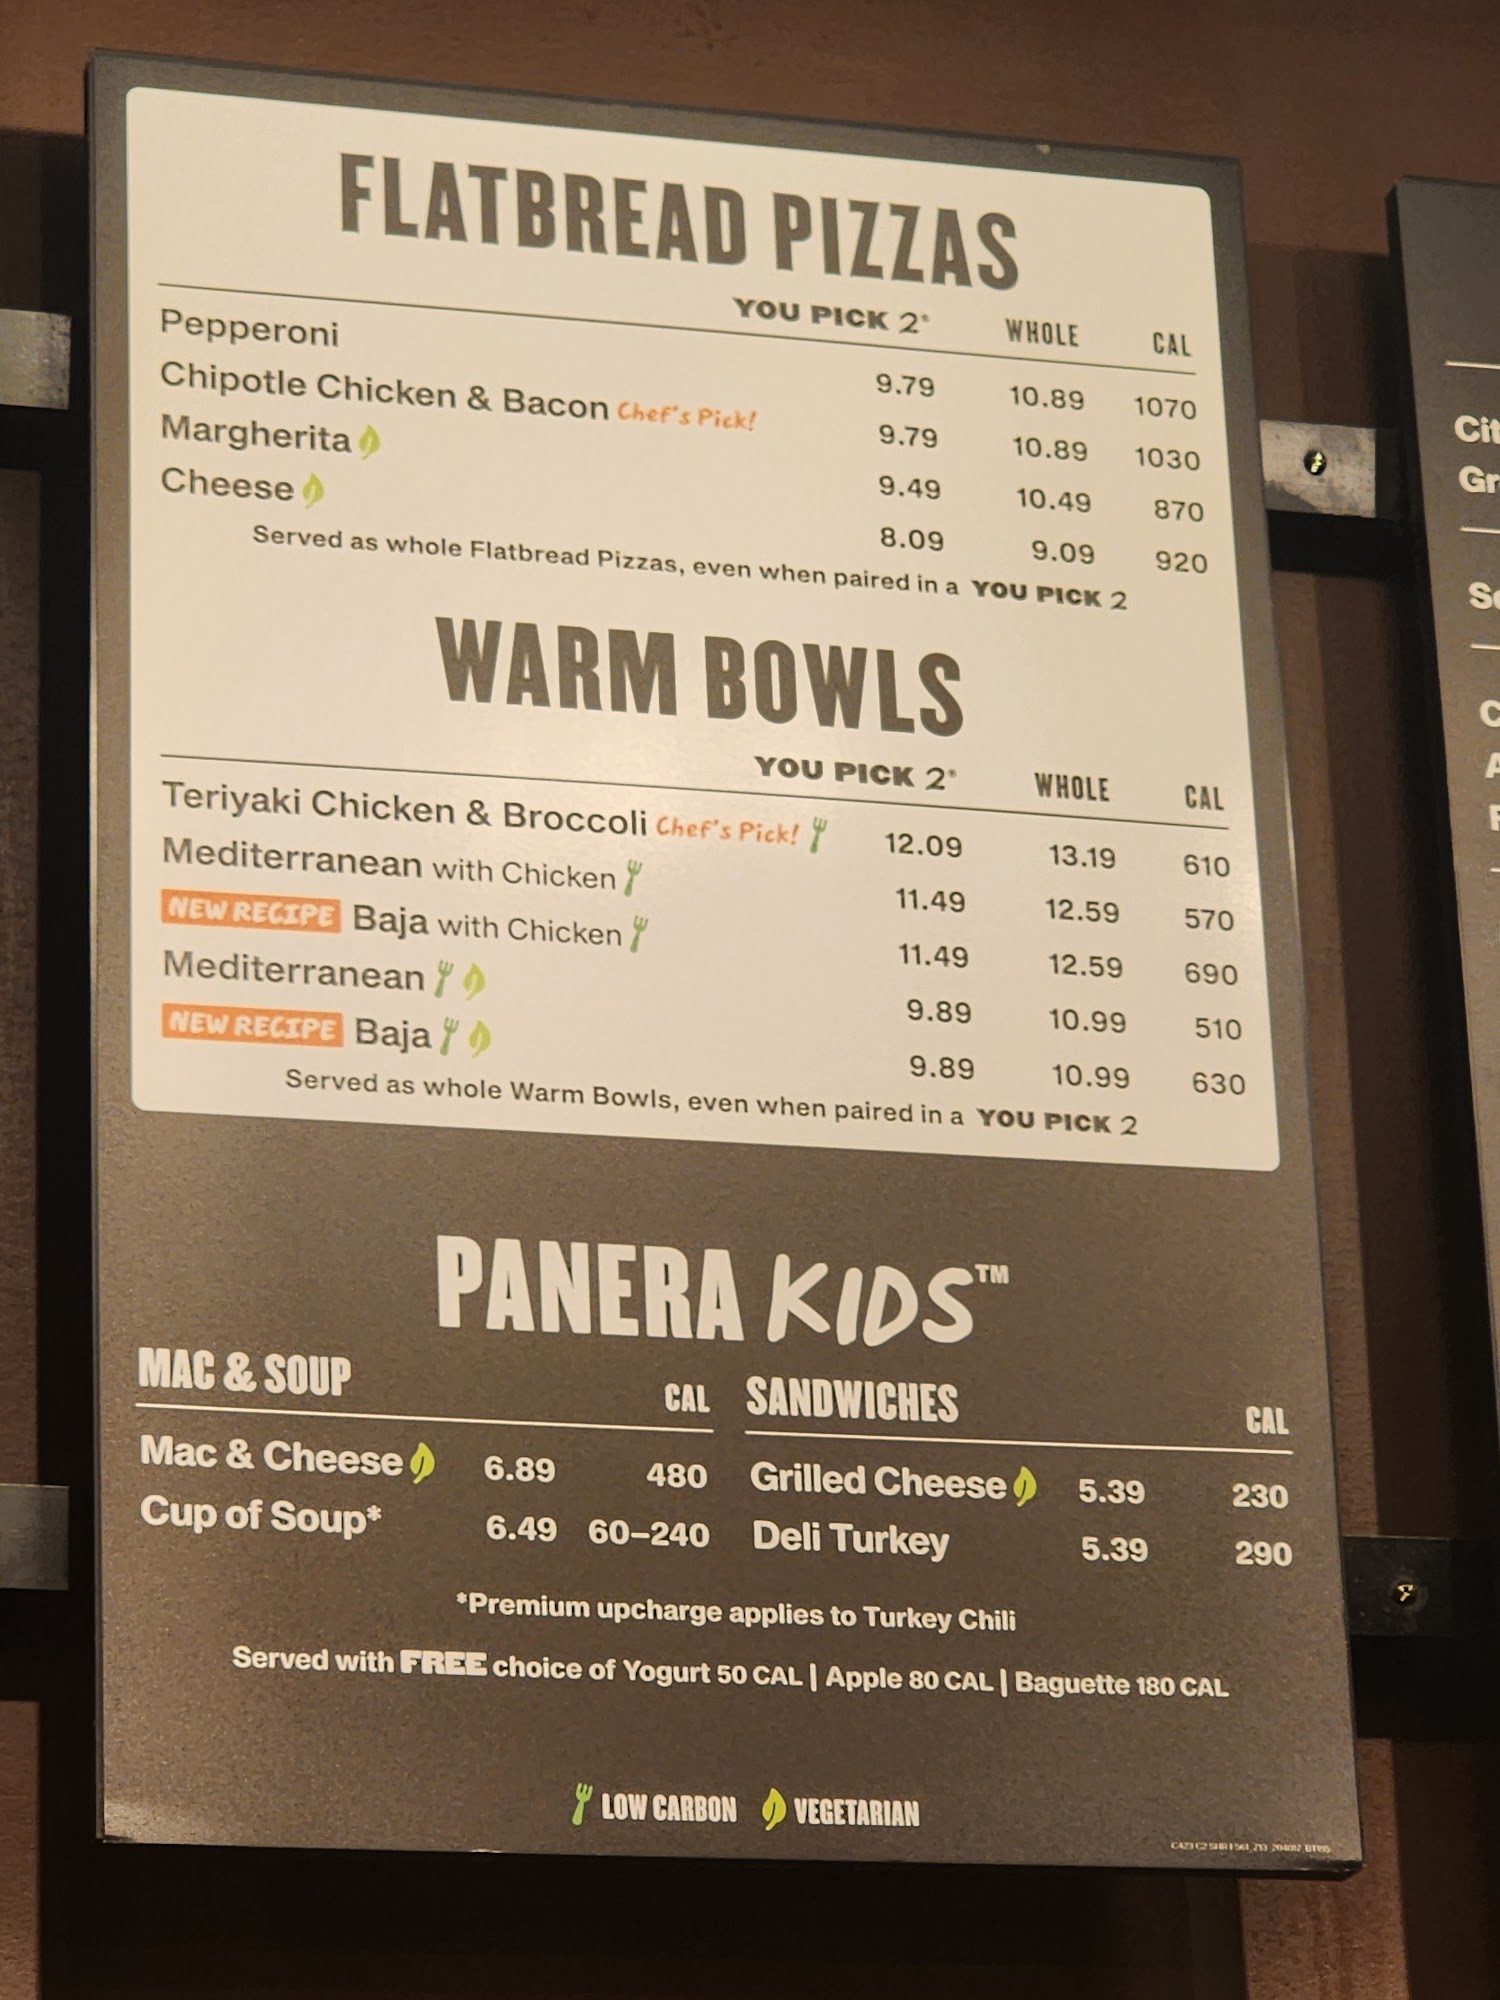 FLATBREAD PIZZAS
YOU PICK 2* WHOLE CAL
Pepperoni 9.79 10.89 1070
Chipotle Chicken & Bacon Chef's Pick! 9.79 10.89 1030
Margherita 9.49 10.49 870
Cheese 8.09 9.09 920
Served as whole Flatbread Pizzas, even when paired in a YOU PICK 2
WARM BOWLS
YOU PICK 2* WHOLE CAL
Teriyaki Chicken & Broccoli Chef's Pick! 12.09 13.19 610
Mediterranean with Chicken 11.49 12.59 570
NEW RECIPE Baja with Chicken 11.49 12.59 690
Mediterranean 9.89 10.99 510
NEW RECIPE Baja 9.89 10.99 630
Served as whole Warm Bowls, even when paired in a YOU PICK 2
PANERA KIDS™
MAC & SOUP CAL
Mac & Cheese 6.89 480
Cup of Soup* 6.49 60–240
SANDWICHES CAL
Grilled Cheese 5.39 230
Deli Turkey 5.39 290
*Premium upcharge applies to Turkey Chili
Served with FREE choice of Yogurt 50 CAL | Apple 80 CAL | Baguette 180 CAL
LOW CARBON VEGETARIAN